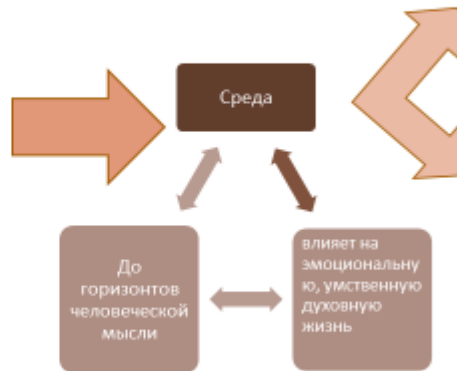 Среда
До
горизонтов
человеческой
мысли
влияет на
эмоциональну
ю, умственную
духовную
жизнь